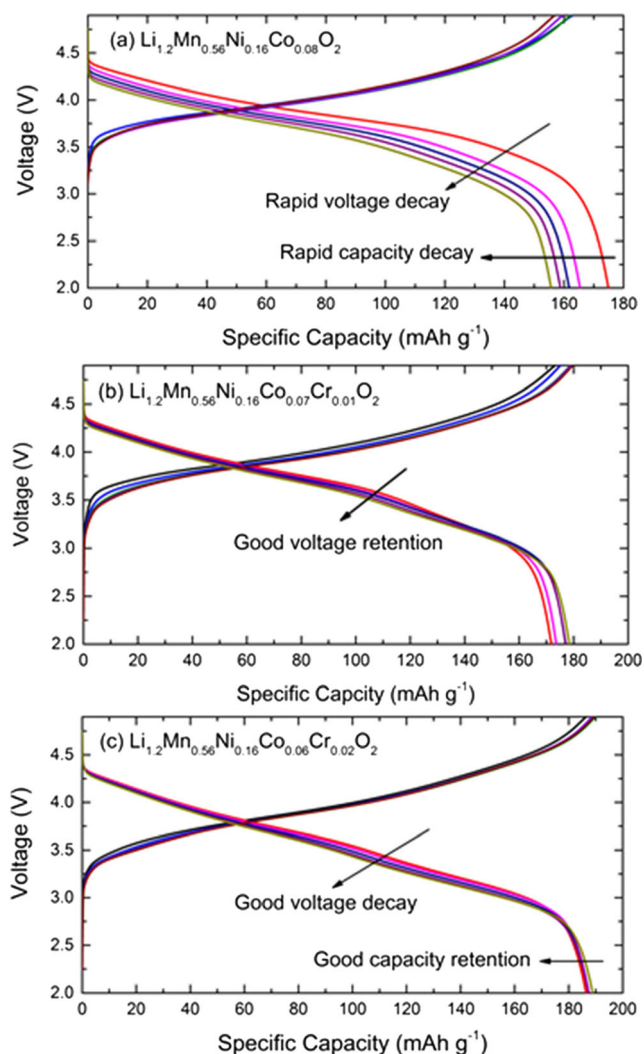 (a) Li1.2Mn0.56Ni0.16Co0.08O2
4.5
4.0
3.5
3.0
2.5
2.0
Voltage (V)
Rapid voltage decay
Rapid capacity decay
0 20 40 60 80 100 120 140 160 180
Specific Capacity (mAh g-1)
(b) Li1.2Mn0.56Ni0.16Co0.07Cr0.01O2
4.5
4.0
3.5
3.0
2.5
2.0
Voltage (V)
Good voltage retention
0 20 40 60 80 100 120 140 160 180 200
Specific Capcity (mAh g-1)
(c) Li1.2Mn0.56Ni0.16Co0.06Cr0.02O2
4.5
4.0
3.5
3.0
2.5
2.0
Voltage (V)
Good voltage decay
Good capacity retention
0 20 40 60 80 100 120 140 160 180 200
Specific Capacity (mAh g-1)